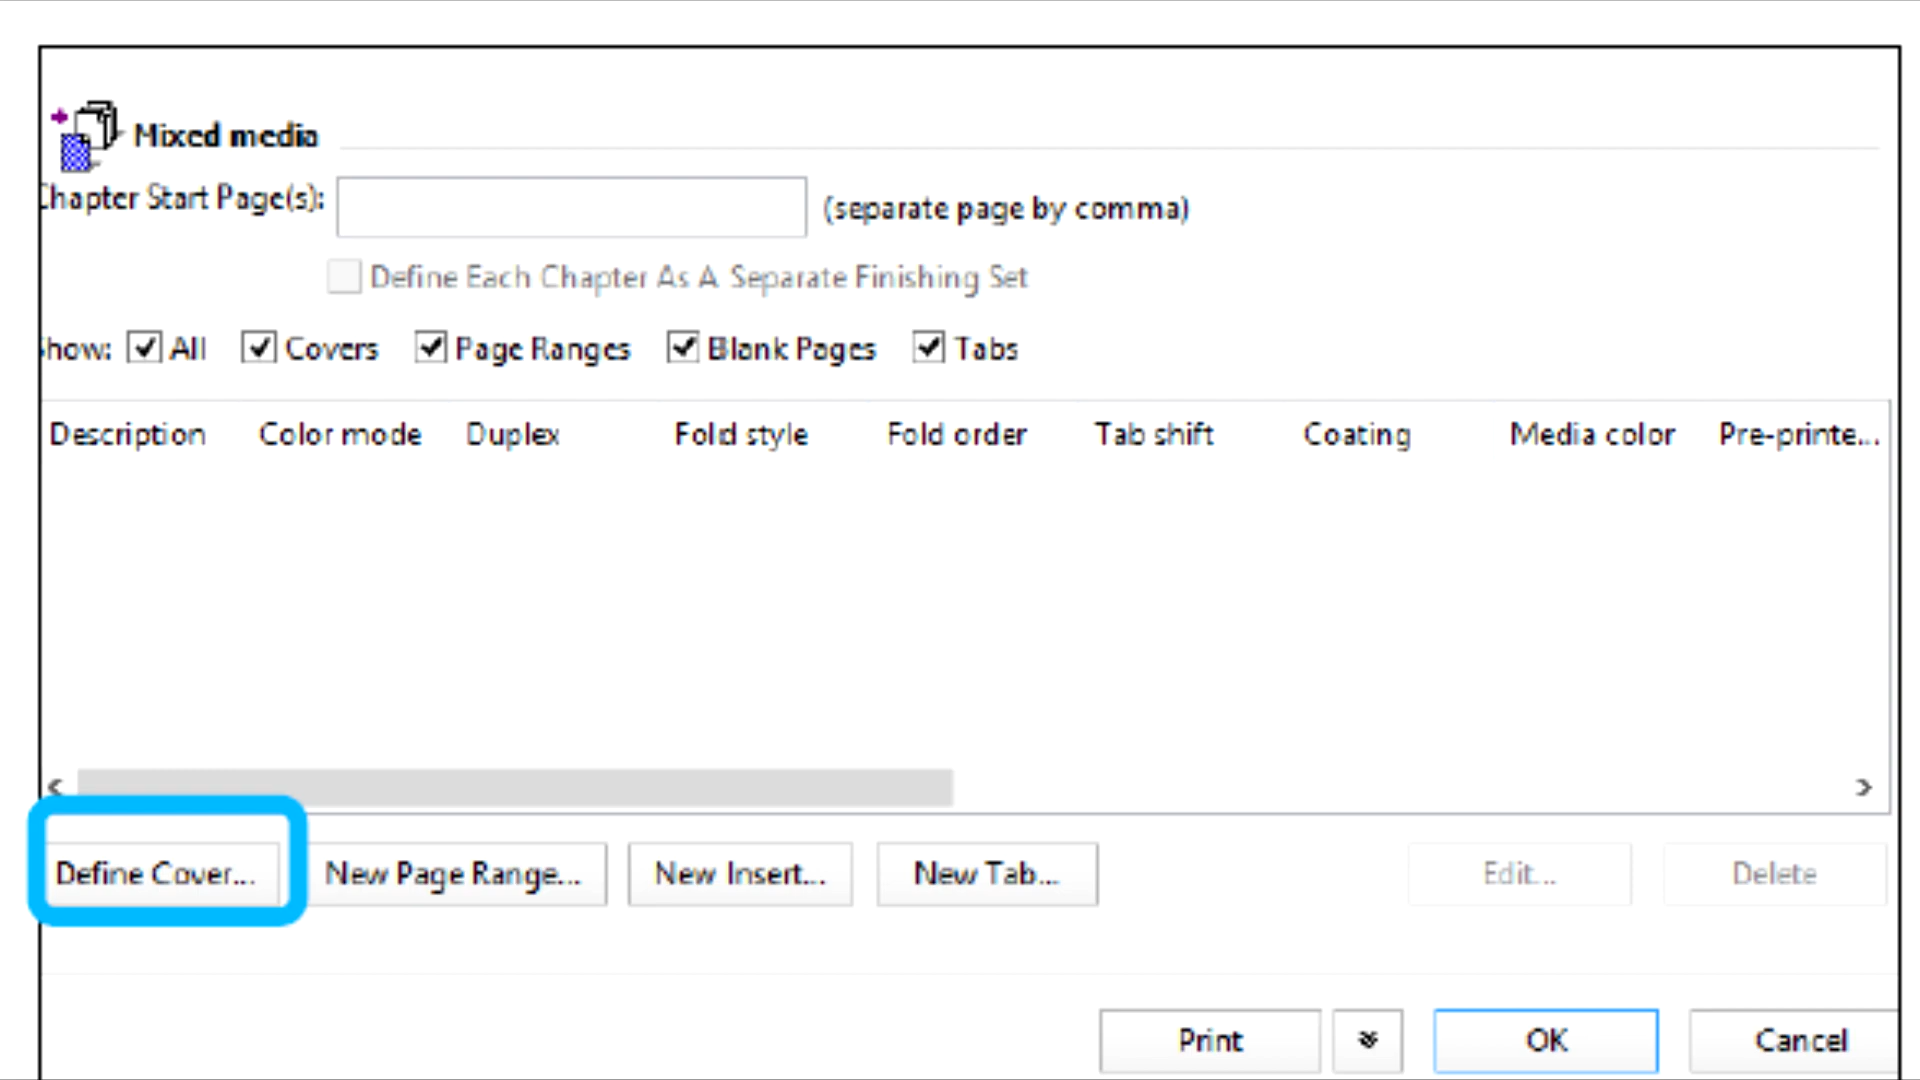 Mixed media
Chapter Start Page(s): (separate page by comma)
Define Each Chapter As A Separate Finishing Set
Show: All Covers Page Ranges Blank Pages Tabs
Description Color mode Duplex Fold style Fold order Tab shift Coating Media color Pre-printe...
Define Cover... New Page Range... New Insert... New Tab... Edit... Delete
Print OK Cancel